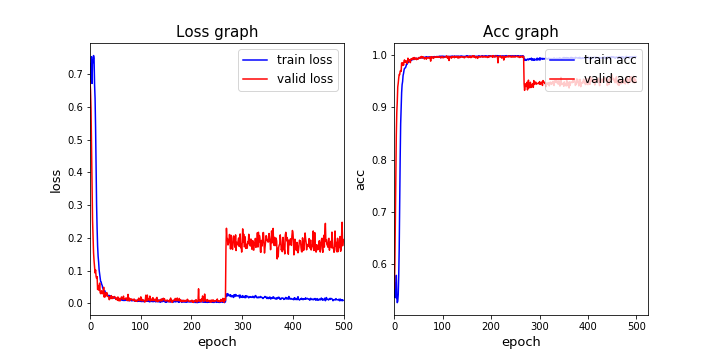 Loss graph
train loss
valid loss
0.7
0.6
0.5
0.4
0.3
0.2
0.1
0.0
loss
0 100 200 300 400 500
epoch
Acc graph
train acc
valid acc
1.0
0.9
0.8
0.7
0.6
acc
0 100 200 300 400 500
epoch